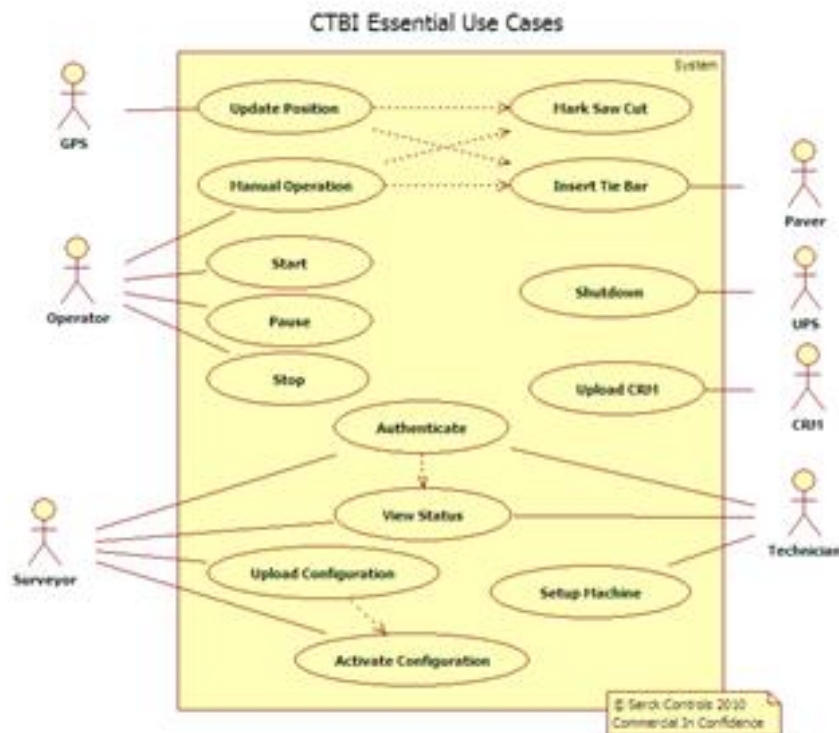 CTBI Essential Use Cases
System
GPS
Update Position
Mark Saw Cut
Manual Operation
Insert Tie Bar
Paver
Operator
Start
Shutdown
UPS
Pause
Stop
Upload CRM
CRM
Authenticate
View Status
Technician
Surveyor
Upload Configuration
Setup Machine
Activate Configuration
© Serck Controls 2010
Commercial In Confidence